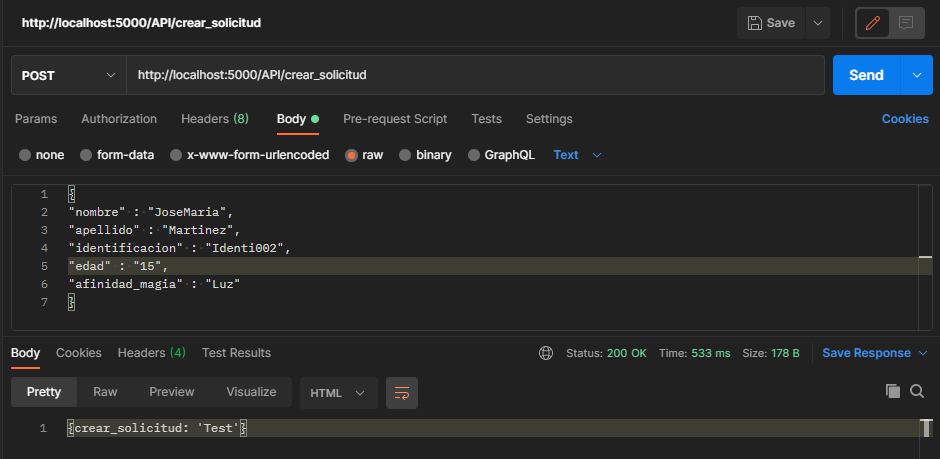 http://localhost:5000/API/crear_solicitud
Save
POST
http://localhost:5000/API/crear_solicitud
Send
Params Authorization Headers (8) Body Pre-request Script Tests Settings Cookies
none form-data x-www-form-urlencoded raw binary GraphQL Text
1 {
2 "nombre" : "JoseMaria",
3 "apellido" : "Martinez",
4 "identificacion" : "Identi002",
5 "edad" : "15",
6 "afinidad_magia" : "Luz"
7 }
Body Cookies Headers (4) Test Results Status: 200 OK Time: 533 ms Size: 178 B Save Response
Pretty Raw Preview Visualize HTML
1 {crear_solicitud: 'Test'}